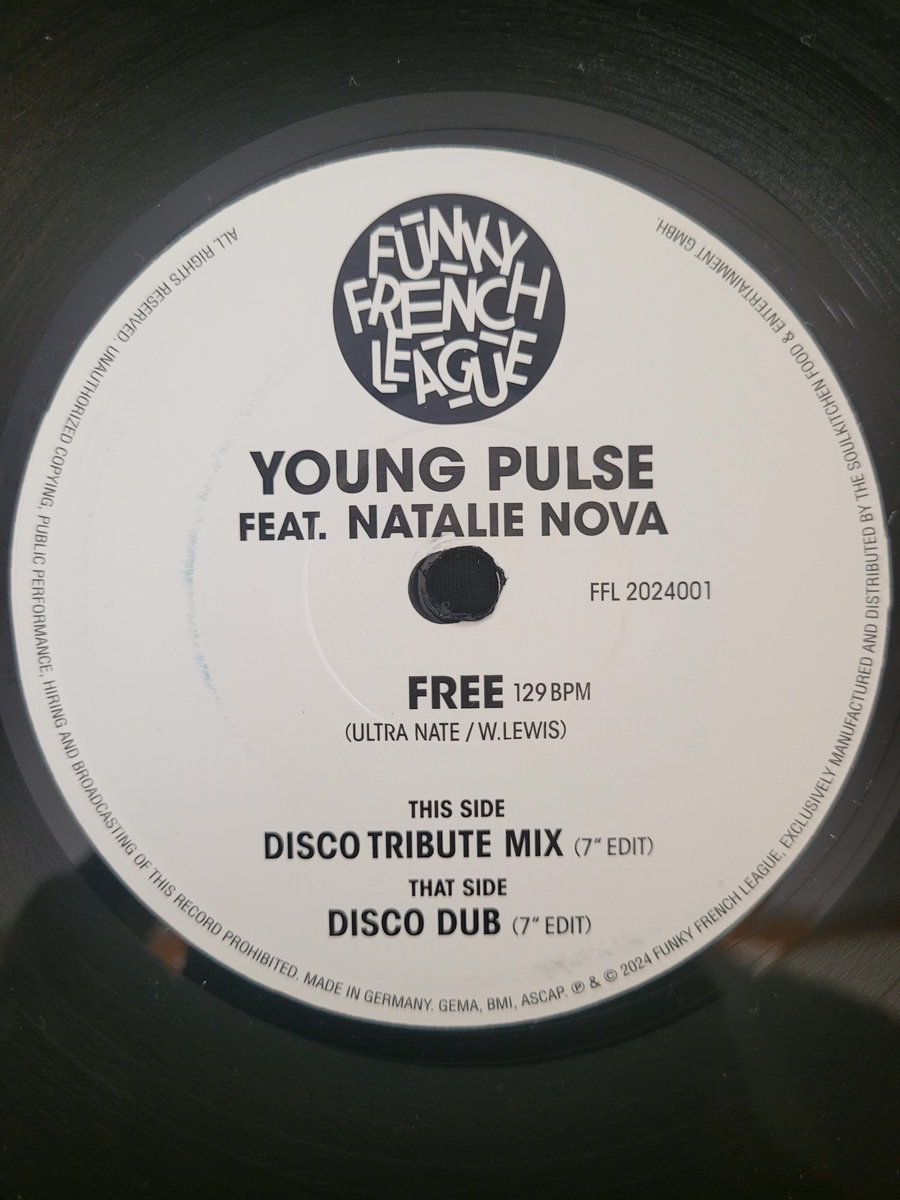 FUNKY
FRENCH
LEAGUE
YOUNG PULSE
FEAT. NATALIE NOVA
FFL 2024001
FREE 129 BPM
(ULTRA NATE / W.LEWIS)
THIS SIDE
DISCO TRIBUTE MIX (7“ EDIT)
THAT SIDE
DISCO DUB (7“ EDIT)
ALL RIGHTS RESERVED. UNAUTHORIZED COPYING, PUBLIC PERFORMANCE, HIRING AND BROADCASTING OF THIS RECORD PROHIBITED. MADE IN GERMANY. GEMA, BMI, ASCAP. ℗ & © 2024 FUNKY FRENCH LEAGUE, EXCLUSIVELY MANUFACTURED AND DISTRIBUTED BY THE SOULKITCHEN FOOD & ENTERTAINMENT GMBH.